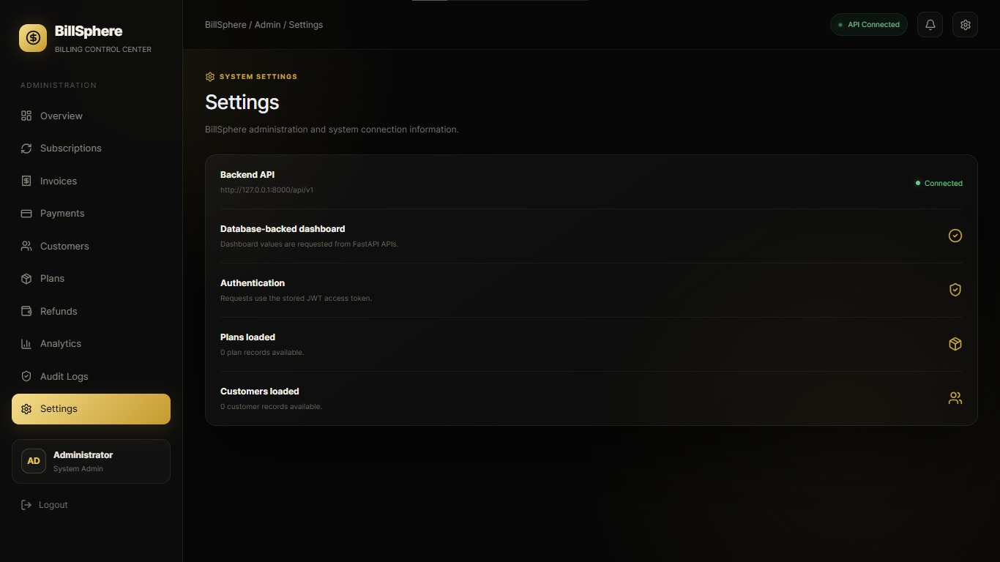 BillSphere
BILLING CONTROL CENTER
ADMINISTRATION
Overview
Subscriptions
Invoices
Payments
Customers
Plans
Refunds
Analytics
Audit Logs
Settings
AD
Administrator
System Admin
Logout
BillSphere / Admin / Settings
API Connected
SYSTEM SETTINGS
Settings
BillSphere administration and system connection information.
Backend API
http://127.0.0.1:8000/api/v1
Connected
Database-backed dashboard
Dashboard values are requested from FastAPI APIs.
Authentication
Requests use the stored JWT access token.
Plans loaded
0 plan records available.
Customers loaded
0 customer records available.